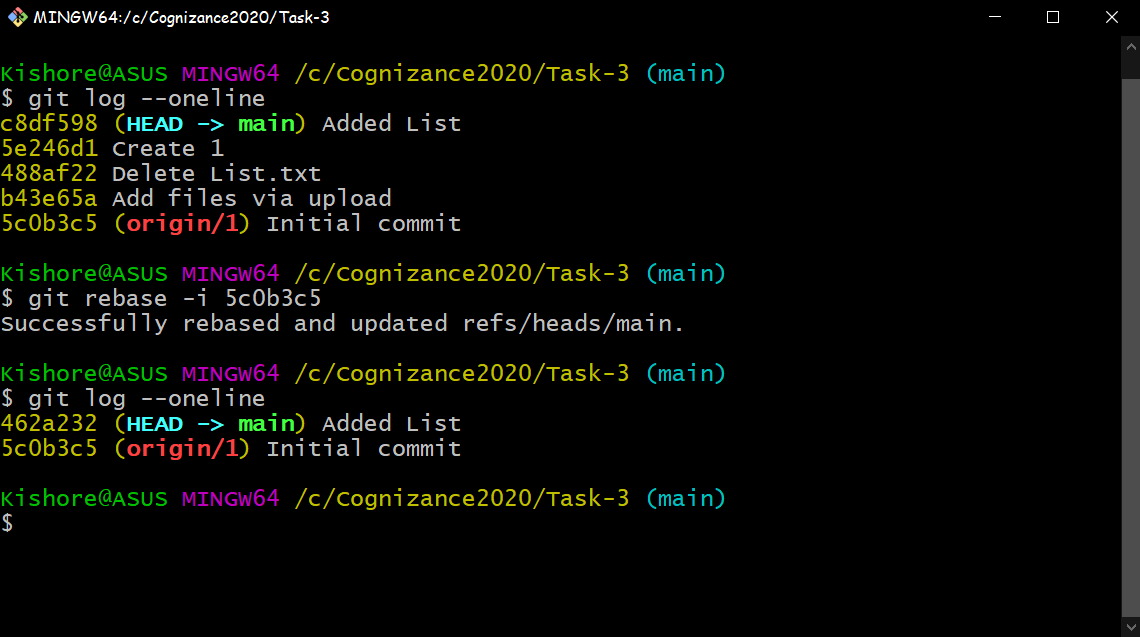 MINGW64:/c/Cognizance2020/Task-3
Kishore@ASUS MINGW64 /c/Cognizance2020/Task-3 (main)
$ git log --oneline
c8df598 (HEAD -> main) Added List
5e246d1 Create 1
488af22 Delete List.txt
b43e65a Add files via upload
5c0b3c5 (origin/1) Initial commit
Kishore@ASUS MINGW64 /c/Cognizance2020/Task-3 (main)
$ git rebase -i 5c0b3c5
Successfully rebased and updated refs/heads/main.
Kishore@ASUS MINGW64 /c/Cognizance2020/Task-3 (main)
$ git log --oneline
462a232 (HEAD -> main) Added List
5c0b3c5 (origin/1) Initial commit
Kishore@ASUS MINGW64 /c/Cognizance2020/Task-3 (main)
$